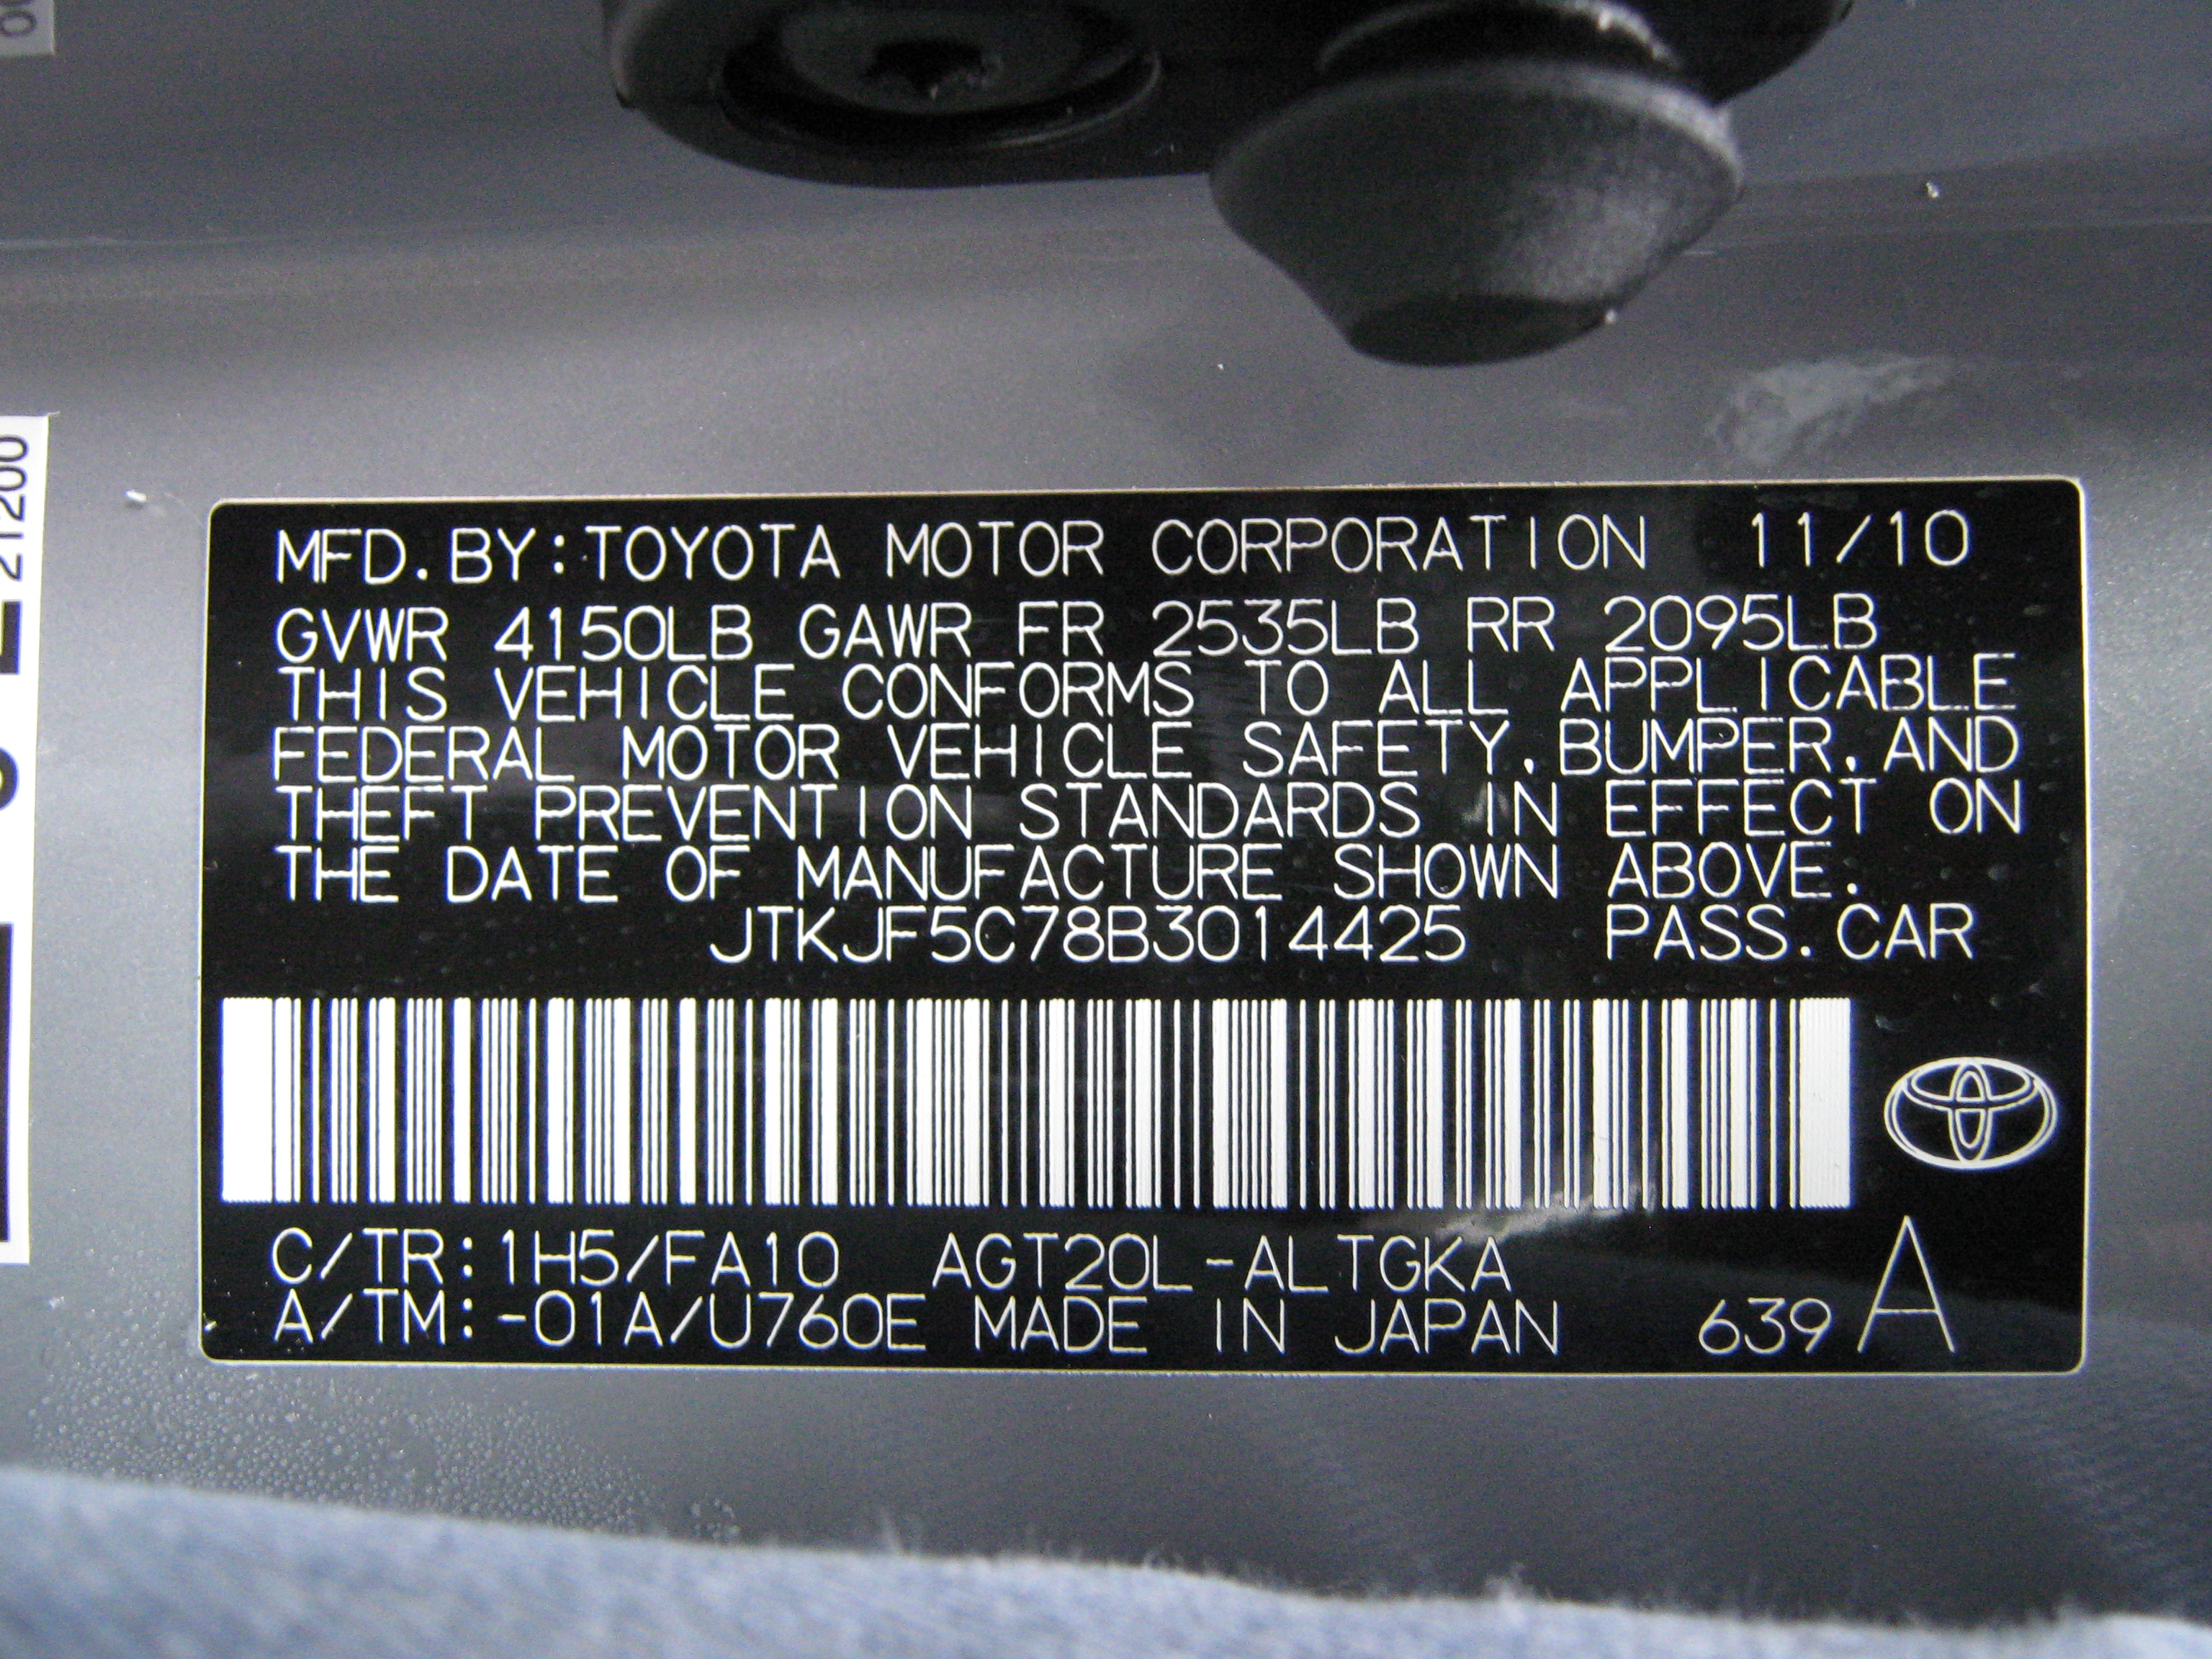 MFD.BY:TOYOTA MOTOR CORPORATION 11/10
GVWR 4150LB GAWR FR 2535LB RR 2095LB
THIS VEHICLE CONFORMS TO ALL APPLICABLE
FEDERAL MOTOR VEHICLE SAFETY,BUMPER,AND
THEFT PREVENTION STANDARDS IN EFFECT ON
THE DATE OF MANUFACTURE SHOWN ABOVE.
JTKJF5C78B3014425 PASS.CAR
C/TR:1H5/FA10 AGT20L-ALTGKA
A/TM:-01A/U760E MADE IN JAPAN 639 A
21200